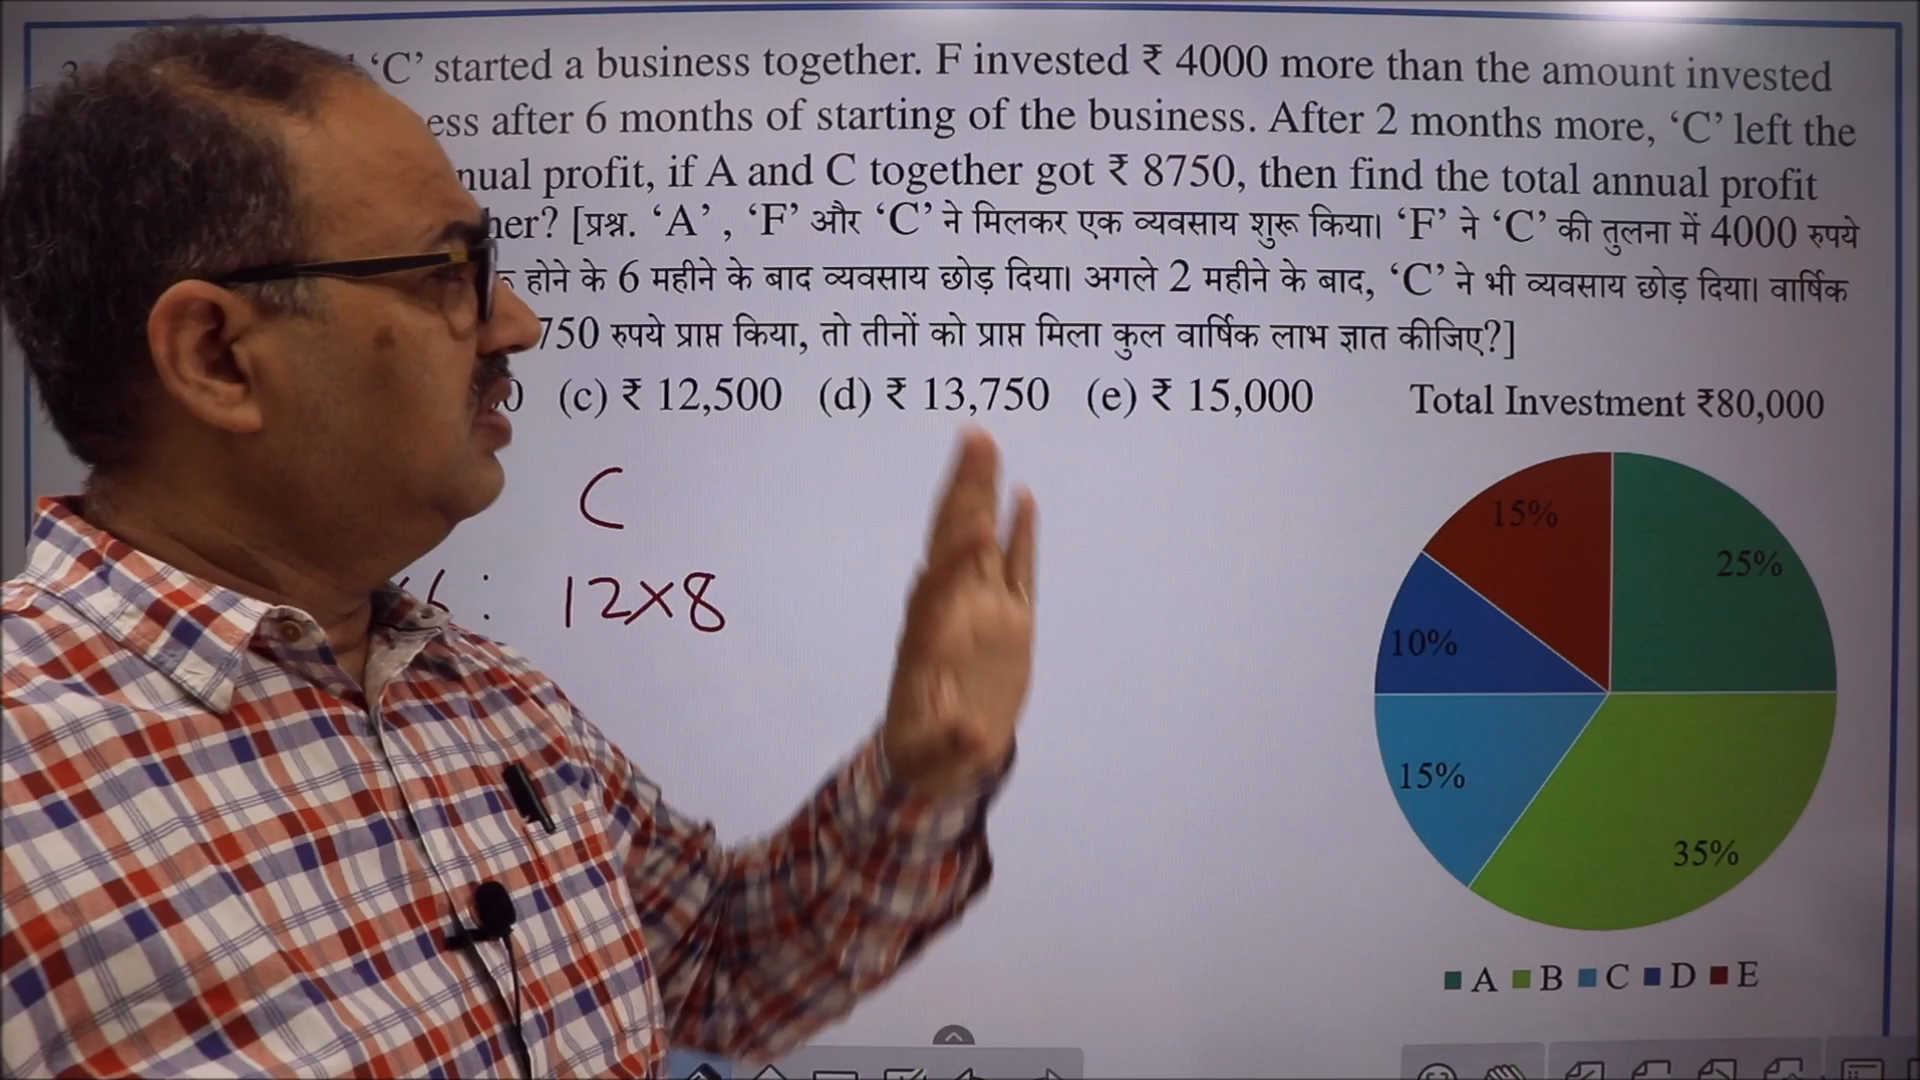 ‘C’ started a business together. F invested ₹ 4000 more than the amount invested
ess after 6 months of starting of the business. After 2 months more, ‘C’ left the
nual profit, if A and C together got ₹ 8750, then find the total annual profit
her? [प्रश्न. ‘A’ , ‘F’ और ‘C’ ने मिलकर एक व्यवसाय शुरू किया। ‘F’ ने ‘C’ की तुलना में 4000 रुपये
होने के 6 महीने के बाद व्यवसाय छोड़ दिया। अगले 2 महीने के बाद, ‘C’ ने भी व्यवसाय छोड़ दिया। वार्षिक
750 रुपये प्राप्त किया, तो तीनों को प्राप्त मिला कुल वार्षिक लाभ ज्ञात कीजिए?]
0 (c) ₹ 12,500 (d) ₹ 13,750 (e) ₹ 15,000 Total Investment ₹80,000
C
: 12×8
15%
25%
10%
15%
35%
A B C D E